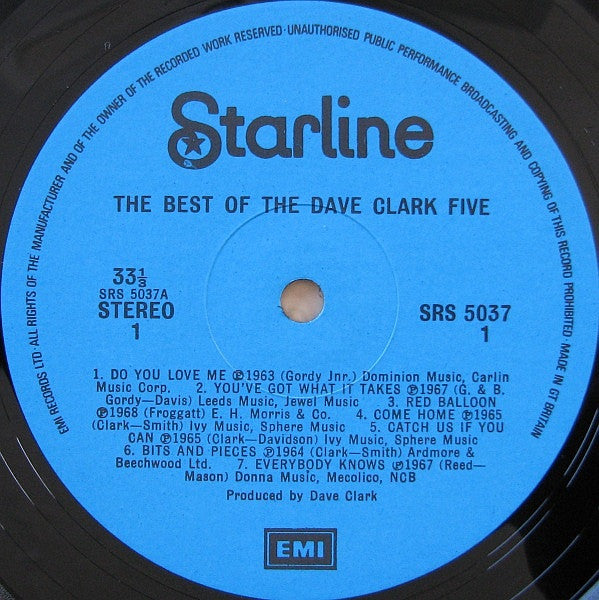 EMI RECORDS LTD · ALL RIGHTS OF THE MANUFACTURER AND OF THE OWNER OF THE RECORDED WORK RESERVED · UNAUTHORISED PUBLIC PERFORMANCE BROADCASTING AND COPYING OF THIS RECORD PROHIBITED · MADE IN GT BRITAIN
Starline
THE BEST OF THE DAVE CLARK FIVE
33⅓
SRS 5037A
STEREO
1
SRS 5037
1
1. DO YOU LOVE ME ℗1963 (Gordy Jnr.) Dominion Music, Carlin
Music Corp. 2. YOU'VE GOT WHAT IT TAKES ℗1967 (G. & B.
Gordy—Davis) Leeds Music, Jewel Music 3. RED BALLOON
℗1968 (Froggatt) E. H. Morris & Co. 4. COME HOME ℗1965
(Clark—Smith) Ivy Music, Sphere Music 5. CATCH US IF YOU
CAN ℗1965 (Clark—Davidson) Ivy Music, Sphere Music
6. BITS AND PIECES ℗1964 (Clark—Smith) Ardmore &
Beechwood Ltd. 7. EVERYBODY KNOWS ℗1967 (Reed—
Mason) Donna Music, Mecolico, NCB
Produced by Dave Clark
EMI